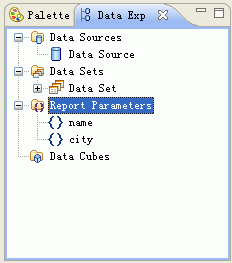 Palette Data Exp
Data Sources
Data Source
Data Sets
Data Set
Report Parameters
name
city
Data Cubes